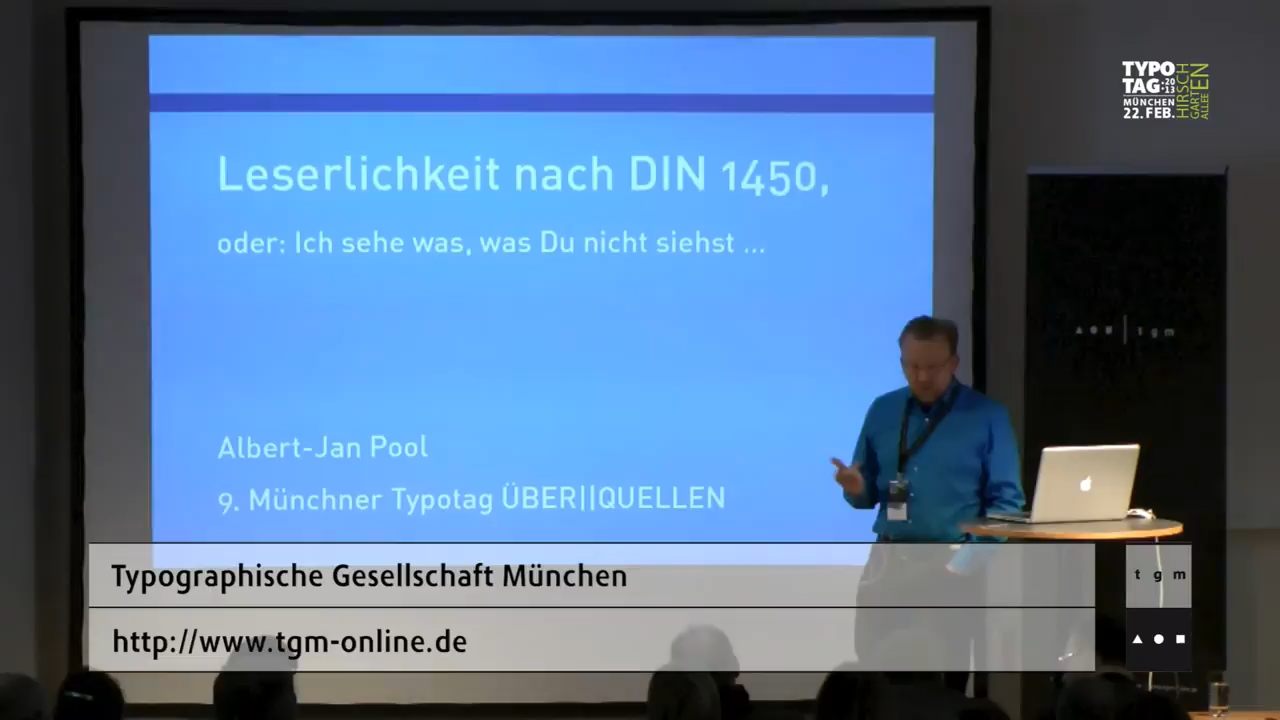 Leserlichkeit nach DIN 1450,
oder: Ich sehe was, was Du nicht siehst ...
Albert-Jan Pool
9. Münchner Typotag ÜBER||QUELLEN
TYPO
TAG.20
13
MÜNCHEN
22. FEB.
HIRSCH
GARTEN
ALLEE
tgm
Typographische Gesellschaft München
http://www.tgm-online.de
t g m